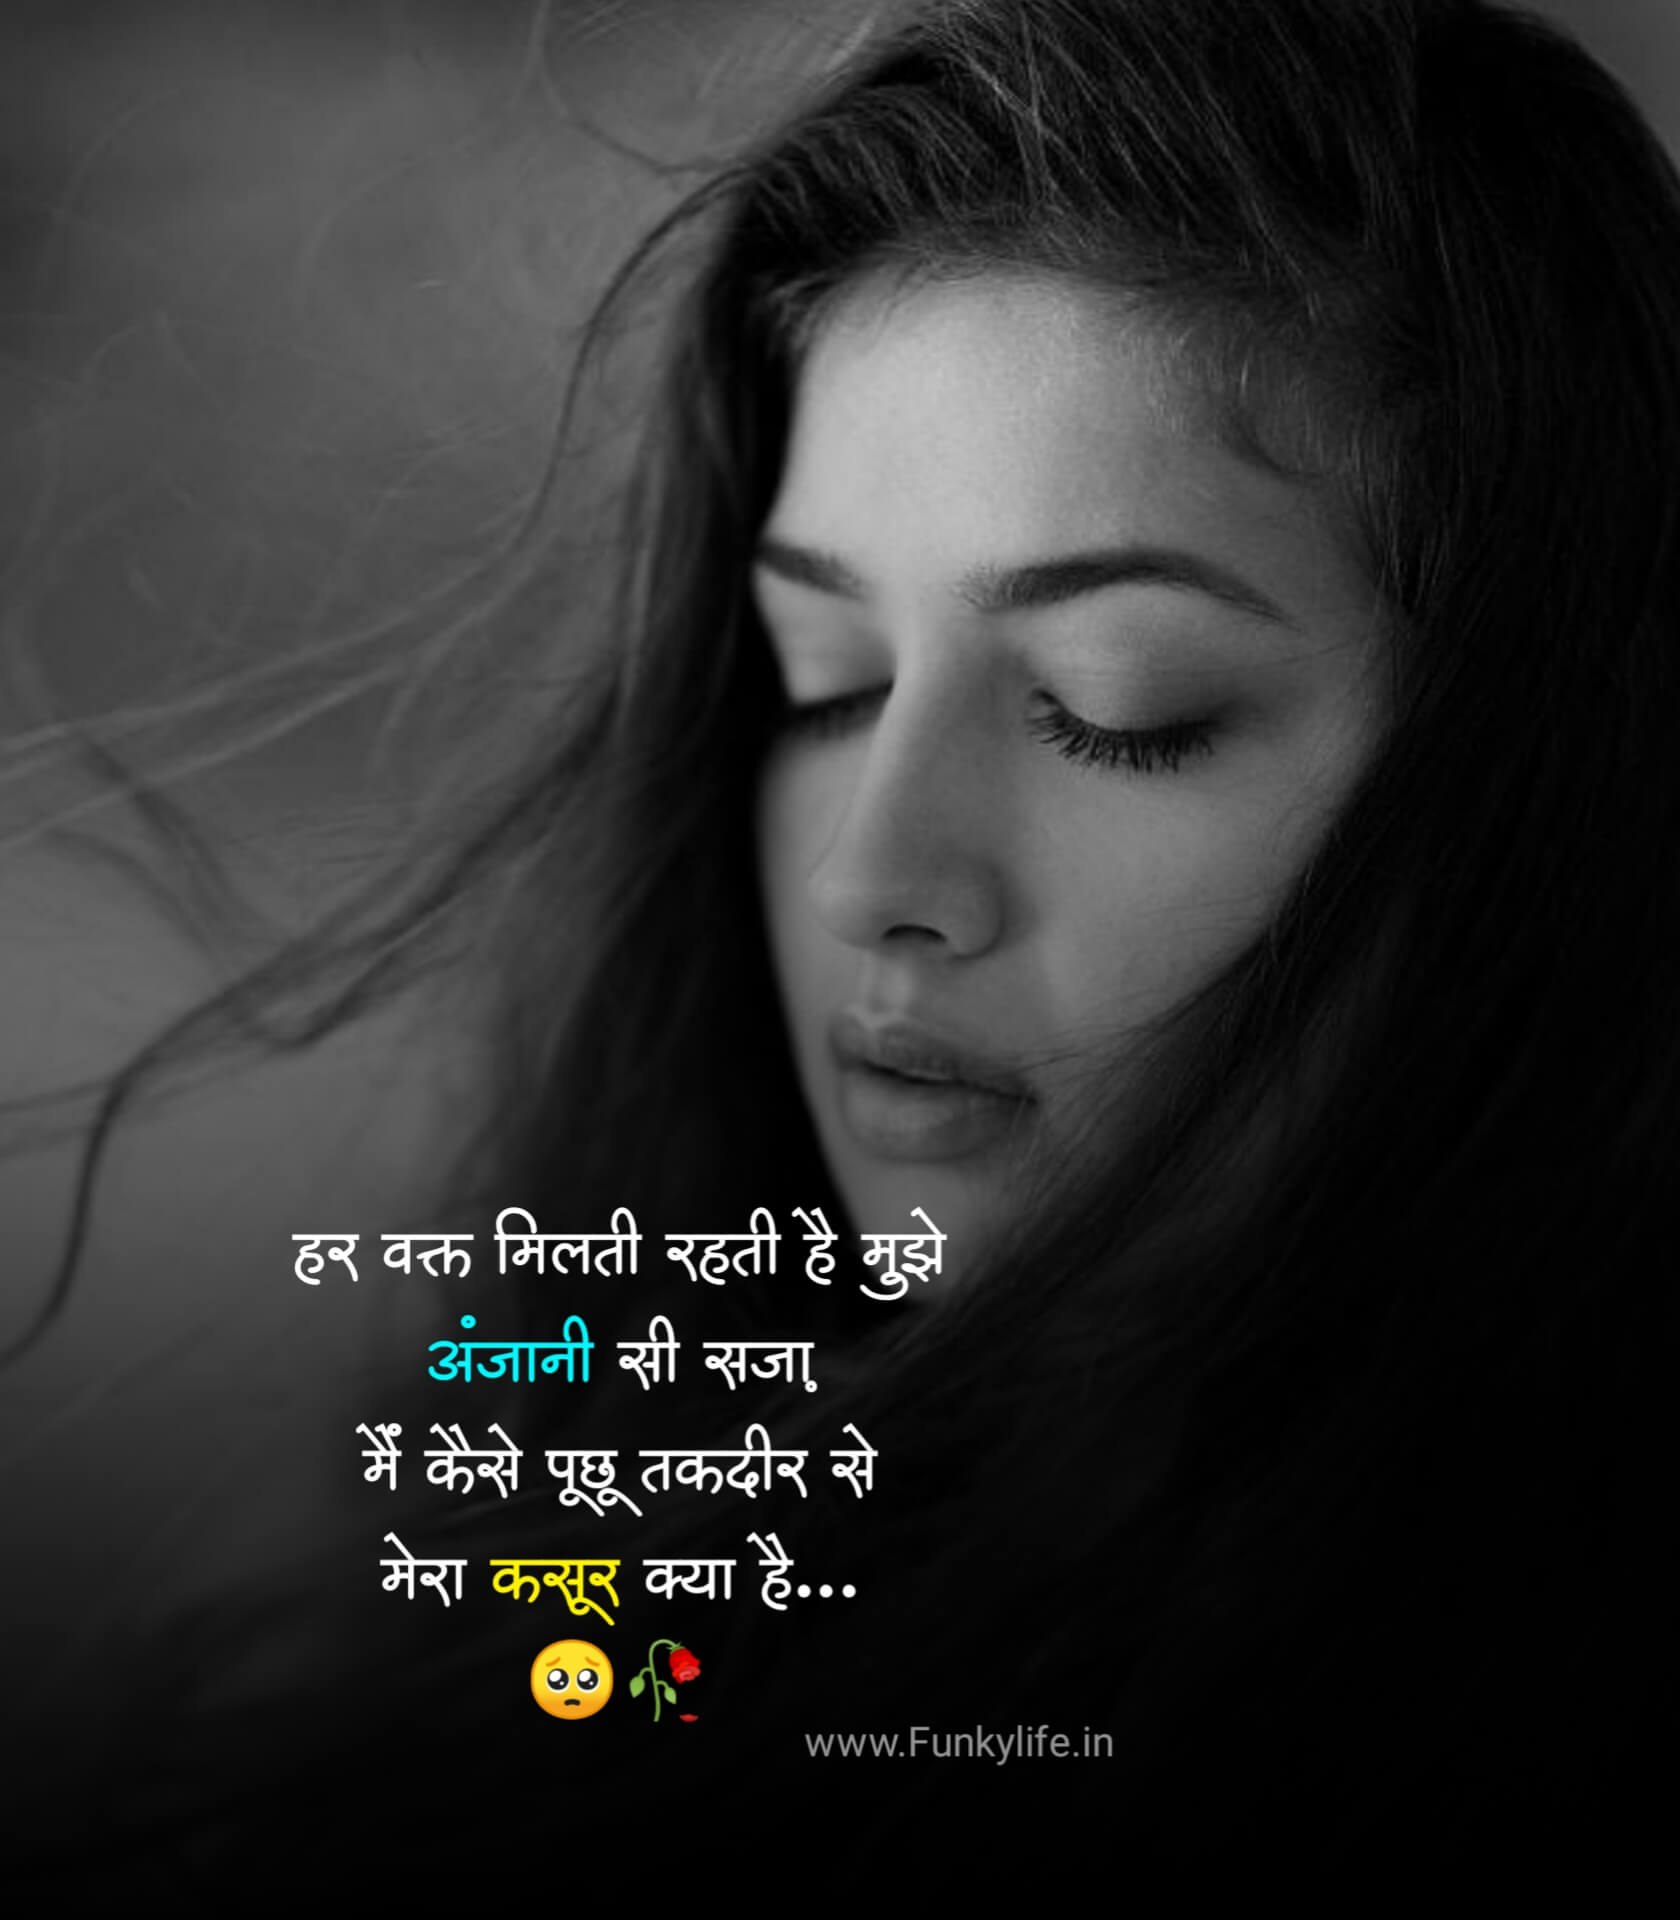 हर वक्त मिलती रहती है मुझे
अंजानी सी सजा़
मैं कैसे पूछू तकदीर से
मेरा कसूर क्या है...
🥺🥀
www.Funkylife.in